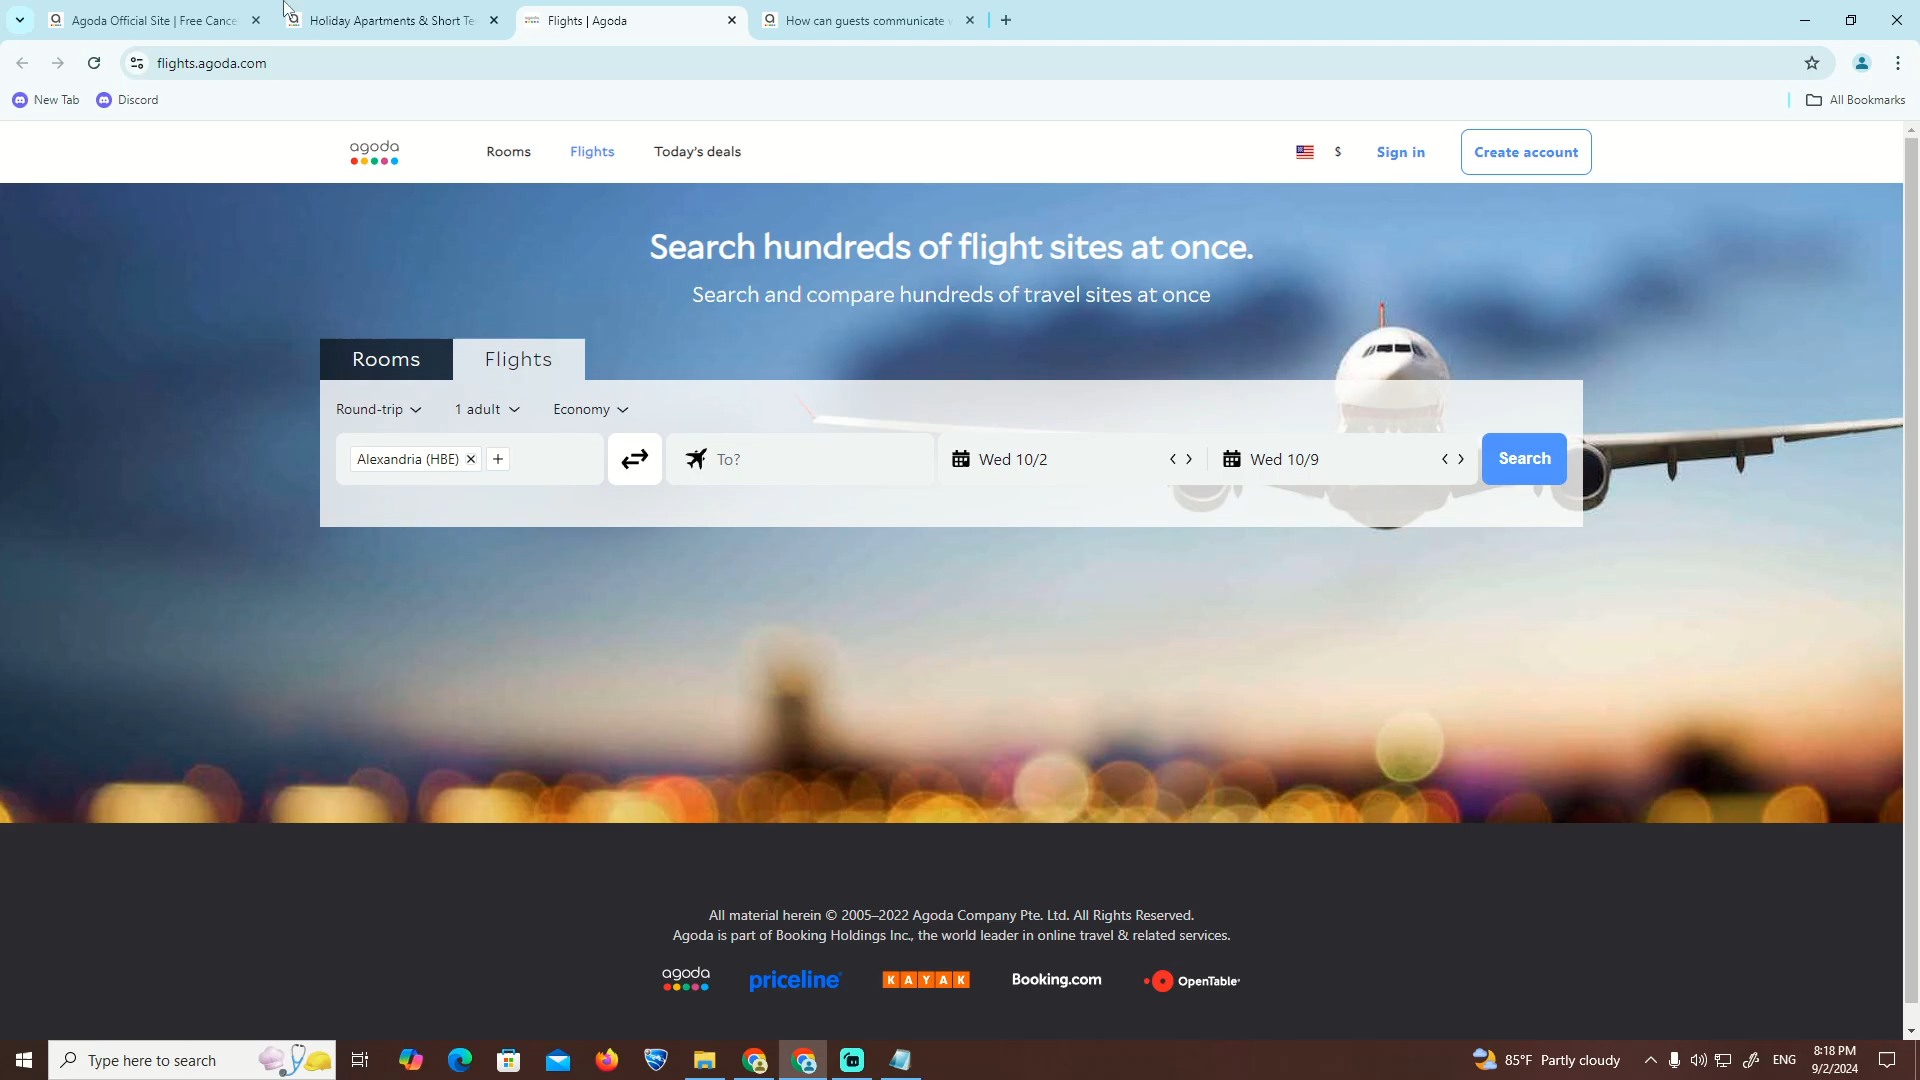 Agoda Official Site | Free Cance
Holiday Apartments & Short Te
Flights | Agoda
How can guests communicate
flights.agoda.com
New Tab
Discord
All Bookmarks
agoda
Rooms
Flights
Today's deals
$
Sign in
Create account
Search hundreds of flight sites at once.
Search and compare hundreds of travel sites at once
Rooms
Flights
Round-trip
1 adult
Economy
Alexandria (HBE)
To?
Wed 10/2
Wed 10/9
Search
All material herein © 2005–2022 Agoda Company Pte. Ltd. All Rights Reserved.
Agoda is part of Booking Holdings Inc., the world leader in online travel & related services.
agoda
priceline
KAYAK
Booking.com
OpenTable
Type here to search
85°F Partly cloudy
ENG
8:18 PM
9/2/2024